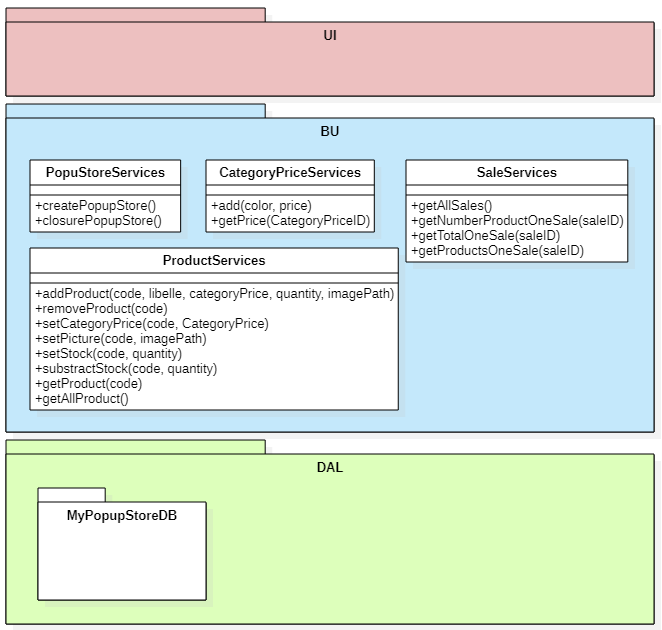 UI
BU
PopuStoreServices
+createPopupStore()
+closurePopupStore()
CategoryPriceServices
+add(color, price)
+getPrice(CategoryPriceID)
SaleServices
+getAllSales()
+getNumberProductOneSale(saleID)
+getTotalOneSale(saleID)
+getProductsOneSale(saleID)
ProductServices
+addProduct(code, libelle, categoryPrice, quantity, imagePath)
+removeProduct(code)
+setCategoryPrice(code, CategoryPrice)
+setPicture(code, imagePath)
+setStock(code, quantity)
+substractStock(code, quantity)
+getProduct(code)
+getAllProduct()
DAL
MyPopupStoreDB